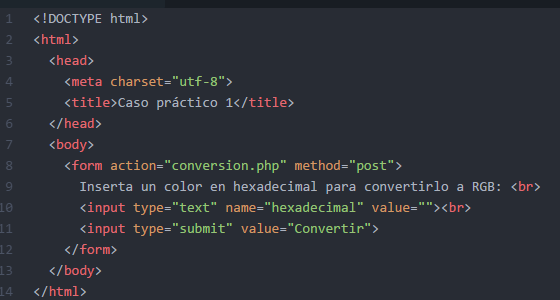 1 <!DOCTYPE html>
2 <html>
3   <head>
4     <meta charset="utf-8">
5     <title>Caso práctico 1</title>
6   </head>
7   <body>
8     <form action="conversion.php" method="post">
9       Inserta un color en hexadecimal para convertirlo a RGB: <br>
10       <input type="text" name="hexadecimal" value=""><br>
11       <input type="submit" value="Convertir">
12     </form>
13   </body>
14 </html>